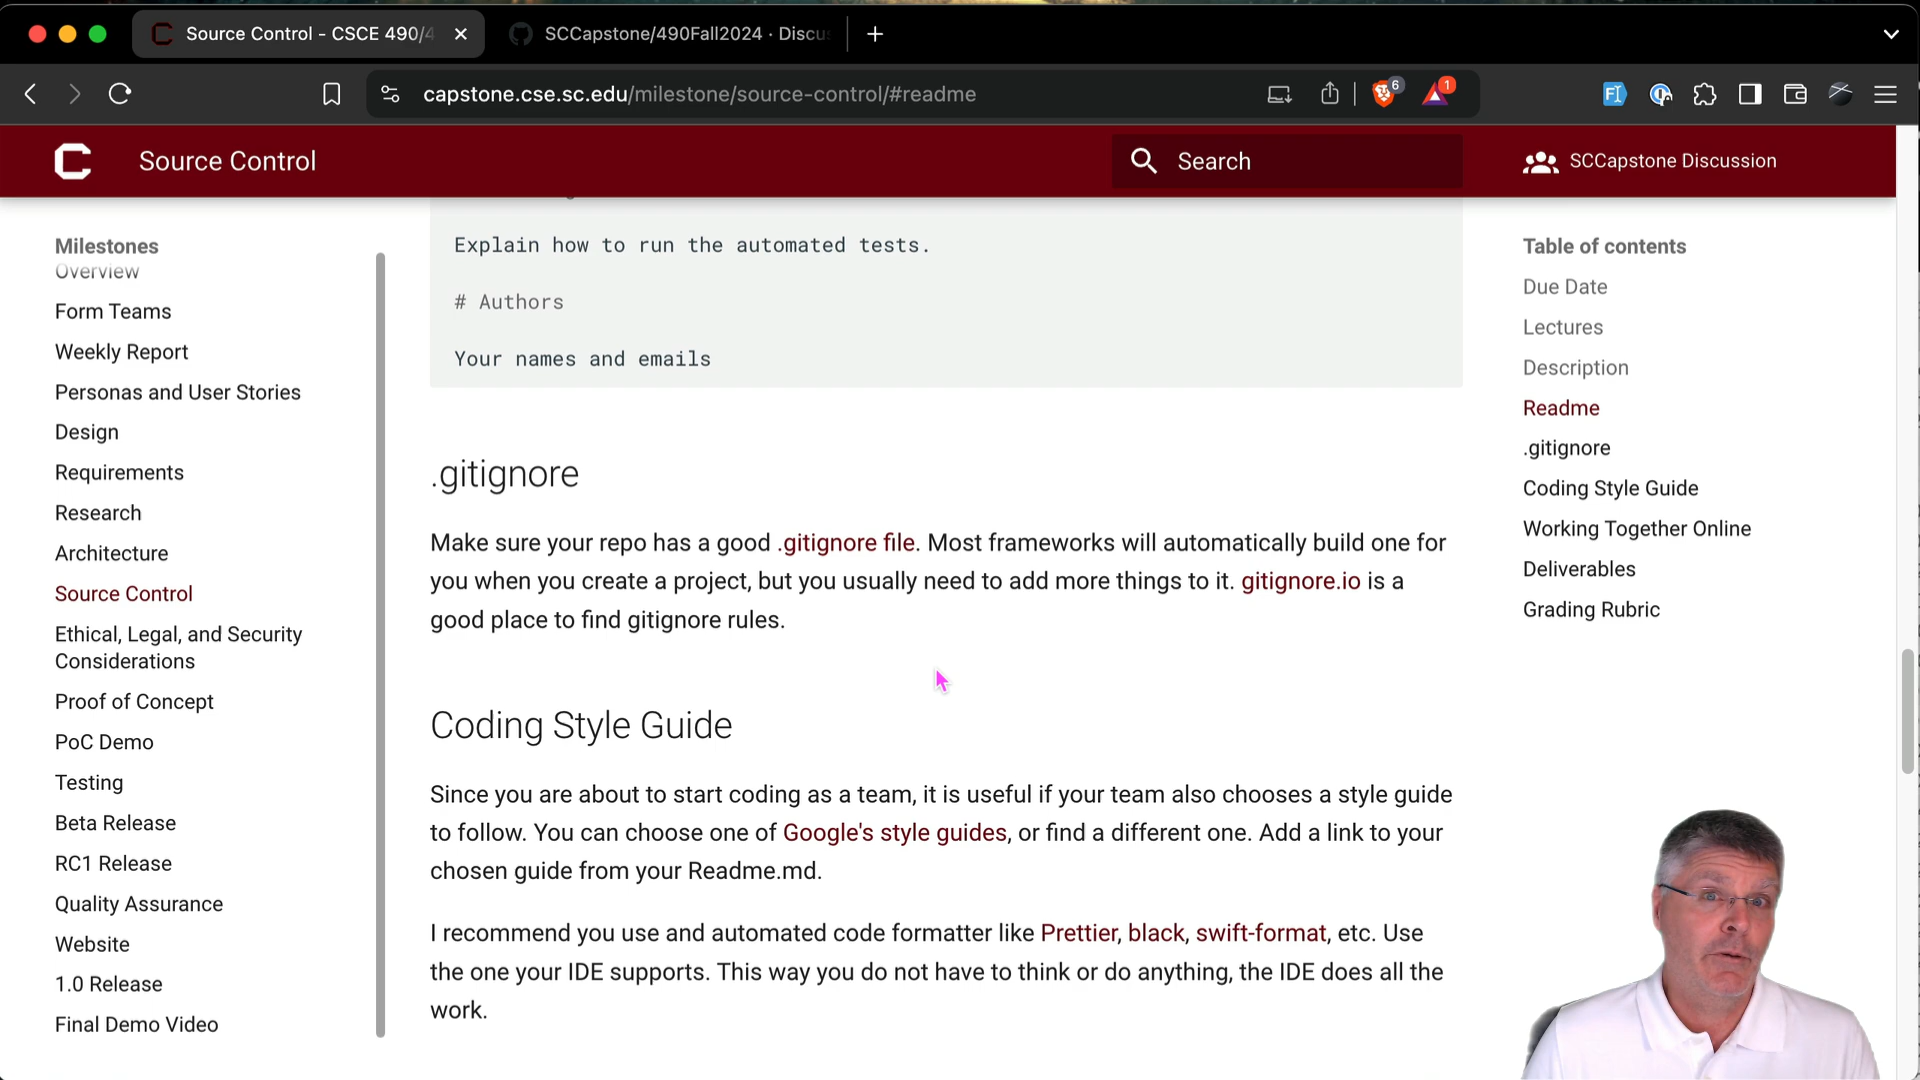 Source Control - CSCE 490/4
SCCapstone/490Fall2024 · Discu
capstone.cse.sc.edu/milestone/source-control/#readme
6
1
Source Control
Search
SCCapstone Discussion
Milestones
Overview
Form Teams
Weekly Report
Personas and User Stories
Design
Requirements
Research
Architecture
Source Control
Ethical, Legal, and Security
Considerations
Proof of Concept
PoC Demo
Testing
Beta Release
RC1 Release
Quality Assurance
Website
1.0 Release
Final Demo Video
Explain how to run the automated tests.
# Authors
Your names and emails
.gitignore
Make sure your repo has a good .gitignore file. Most frameworks will automatically build one for
you when you create a project, but you usually need to add more things to it. gitignore.io is a
good place to find gitignore rules.
Coding Style Guide
Since you are about to start coding as a team, it is useful if your team also chooses a style guide
to follow. You can choose one of Google's style guides, or find a different one. Add a link to your
chosen guide from your Readme.md.
I recommend you use and automated code formatter like Prettier, black, swift-format, etc. Use
the one your IDE supports. This way you do not have to think or do anything, the IDE does all the
work.
Table of contents
Due Date
Lectures
Description
Readme
.gitignore
Coding Style Guide
Working Together Online
Deliverables
Grading Rubric